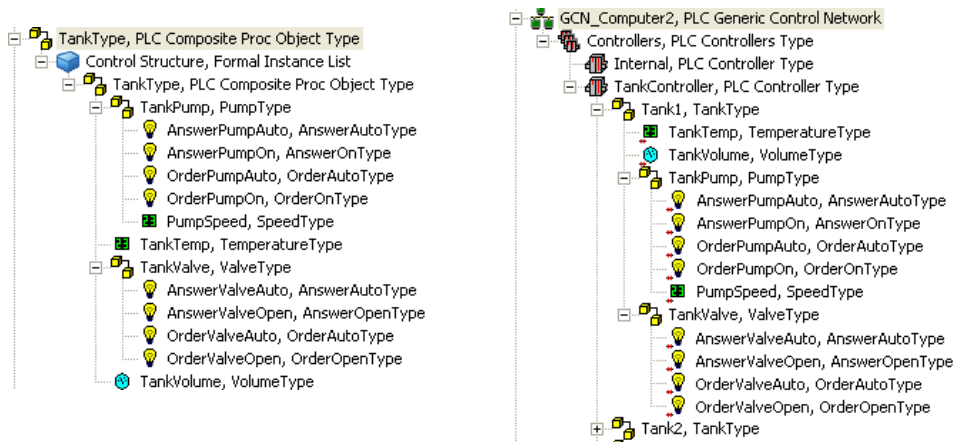 TankType, PLC Composite Proc Object Type
Control Structure, Formal Instance List
TankType, PLC Composite Proc Object Type
TankPump, PumpType
AnswerPumpAuto, AnswerAutoType
AnswerPumpOn, AnswerOnType
OrderPumpAuto, OrderAutoType
OrderPumpOn, OrderOnType
PumpSpeed, SpeedType
TankTemp, TemperatureType
TankValve, ValveType
AnswerValveAuto, AnswerAutoType
AnswerValveOpen, AnswerOpenType
OrderValveAuto, OrderAutoType
OrderValveOpen, OrderOpenType
TankVolume, VolumeType
GCN_Computer2, PLC Generic Control Network
Controllers, PLC Controllers Type
Internal, PLC Controller Type
TankController, PLC Controller Type
Tank1, TankType
TankTemp, TemperatureType
TankVolume, VolumeType
TankPump, PumpType
AnswerPumpAuto, AnswerAutoType
AnswerPumpOn, AnswerOnType
OrderPumpAuto, OrderAutoType
OrderPumpOn, OrderOnType
PumpSpeed, SpeedType
TankValve, ValveType
AnswerValveAuto, AnswerAutoType
AnswerValveOpen, AnswerOpenType
OrderValveAuto, OrderAutoType
OrderValveOpen, OrderOpenType
Tank2, TankType